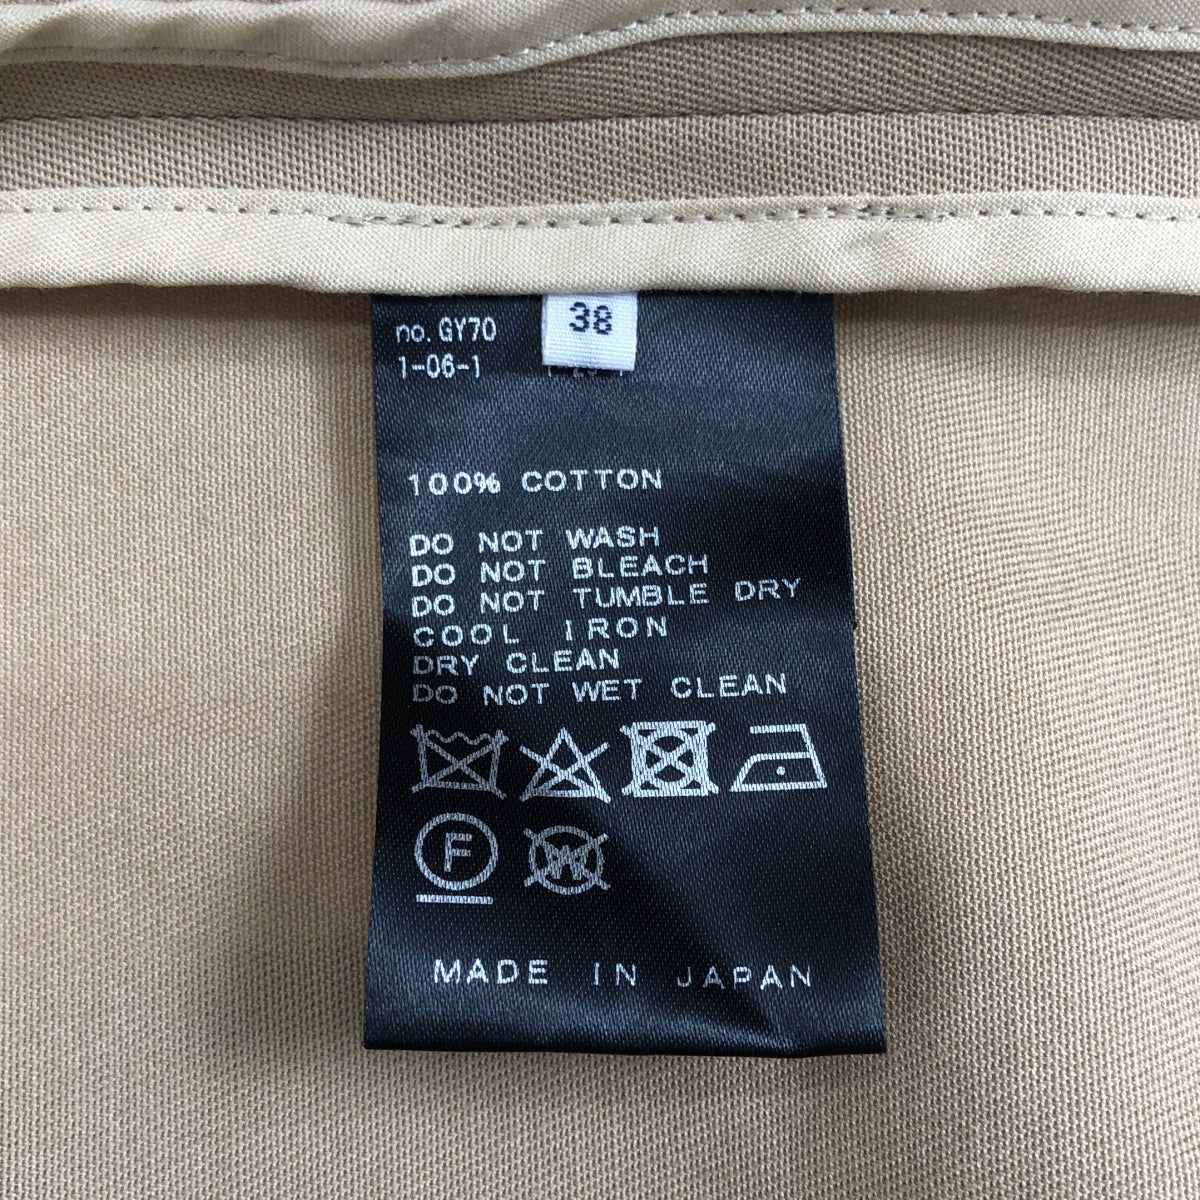 no. GY70
38
1-06-1
100% COTTON
DO NOT WASH
DO NOT BLEACH
DO NOT TUMBLE DRY
COOL IRON
DRY CLEAN
DO NOT WET CLEAN
F
W
MADE IN JAPAN